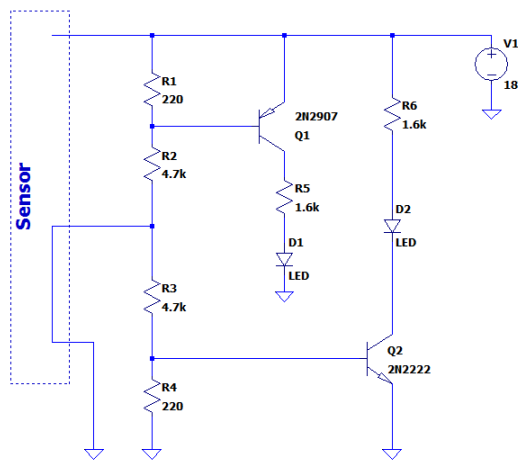 V1
18
R1
220
R6
1.6k
2N2907
Q1
R2
4.7k
Sensor
R5
1.6k
D2
LED
D1
LED
R3
4.7k
Q2
2N2222
R4
220